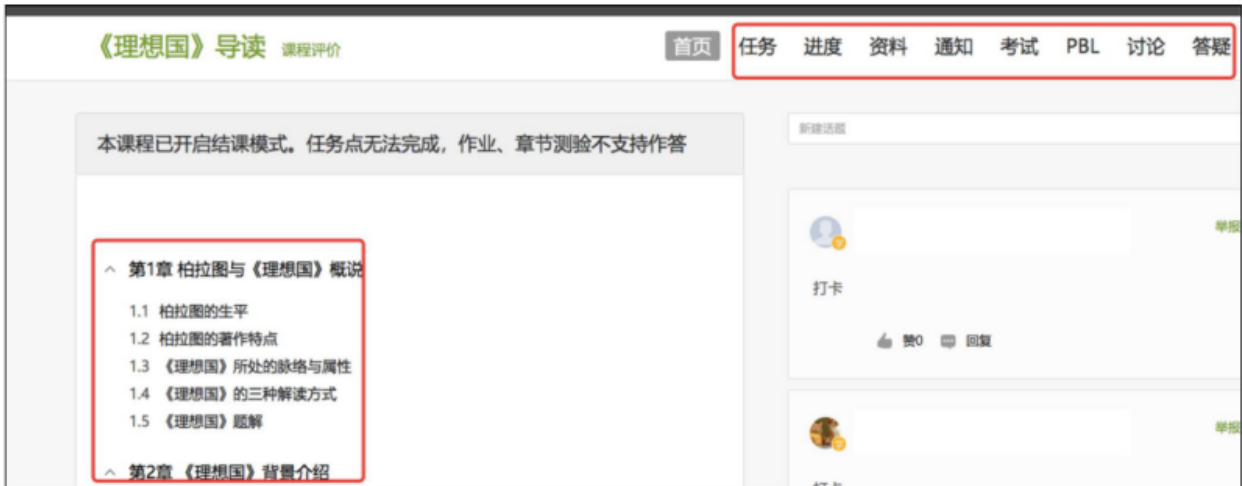 《理想国》导读 课程评价 首页 任务 进度 资料 通知 考试 PBL 讨论 答疑
本课程已开启结课模式。任务点无法完成，作业、章节测验不支持作答
第1章 柏拉图与《理想国》概说
1.1 柏拉图的生平
1.2 柏拉图的著作特点
1.3 《理想国》所处的脉络与属性
1.4 《理想国》的三种解读方式
1.5 《理想国》题解
第2章 《理想国》背景介绍
新建话题
举报
打卡
赞0 回复
举报
打卡